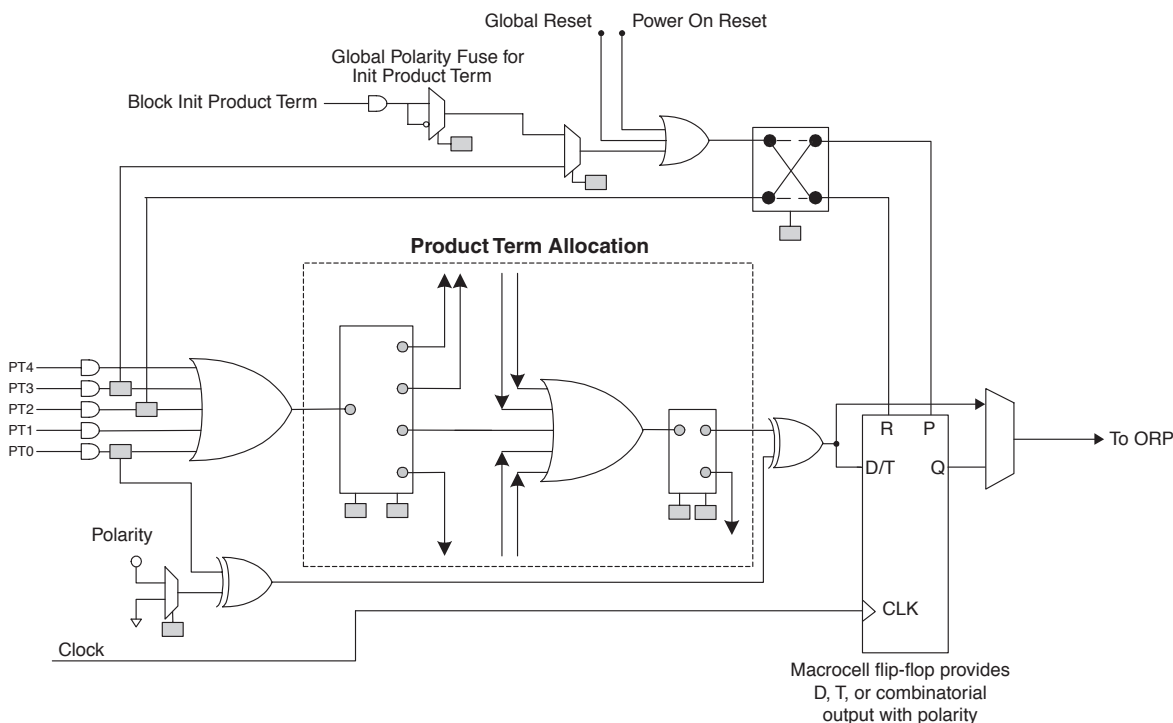 Global Reset
Power On Reset
Global Polarity Fuse for
Init Product Term
Block Init Product Term
Product Term Allocation
PT4
PT3
PT2
PT1
PT0
R
P
To ORP
D/T
Q
Polarity
CLK
Clock
Macrocell flip-flop provides
D, T, or combinatorial
output with polarity